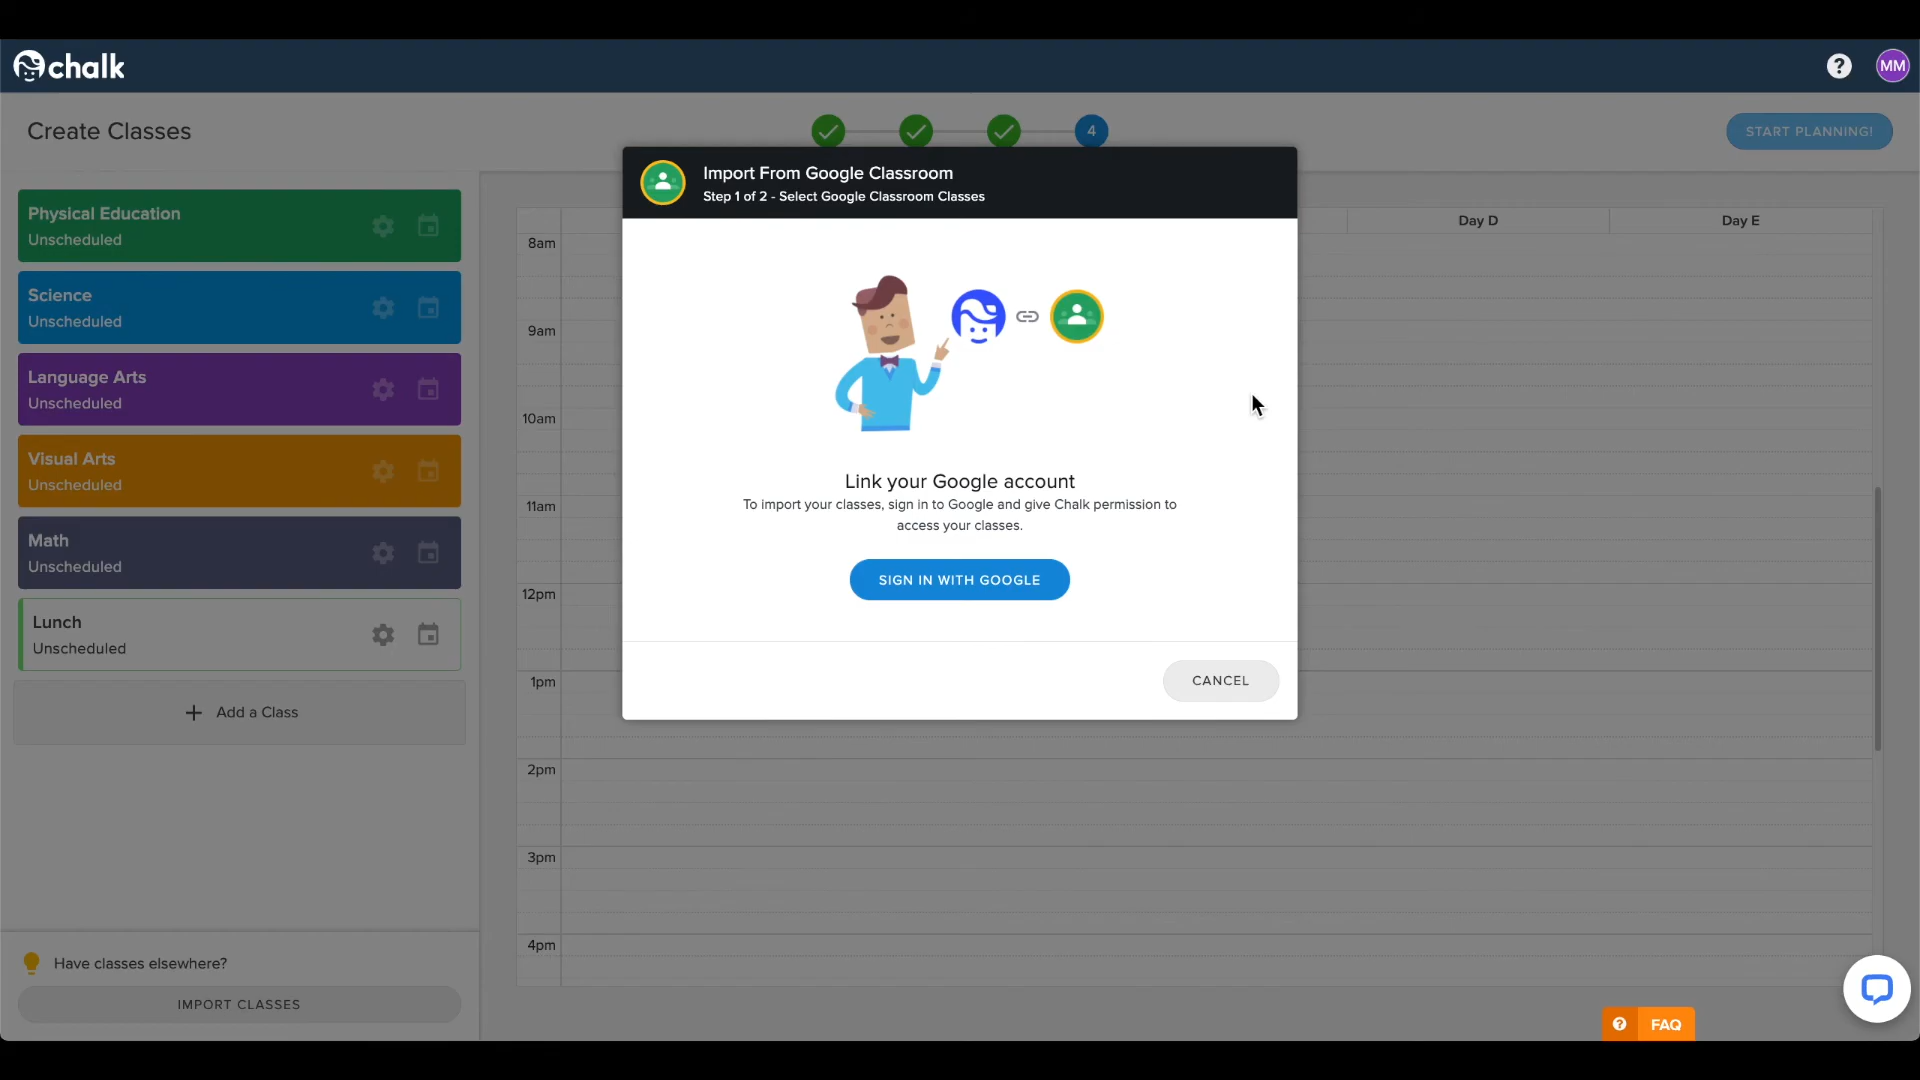 chalk
?
MM
Create Classes
4
START PLANNING!
Import From Google Classroom
Step 1 of 2 - Select Google Classroom Classes
Physical Education
Unscheduled
Science
Unscheduled
Language Arts
Unscheduled
Visual Arts
Unscheduled
Math
Unscheduled
Lunch
Unscheduled
+ Add a Class
Have classes elsewhere?
IMPORT CLASSES
Day D
Day E
8am
9am
10am
11am
12pm
1pm
2pm
3pm
4pm
Link your Google account
To import your classes, sign in to Google and give Chalk permission to
access your classes.
SIGN IN WITH GOOGLE
CANCEL
? FAQ